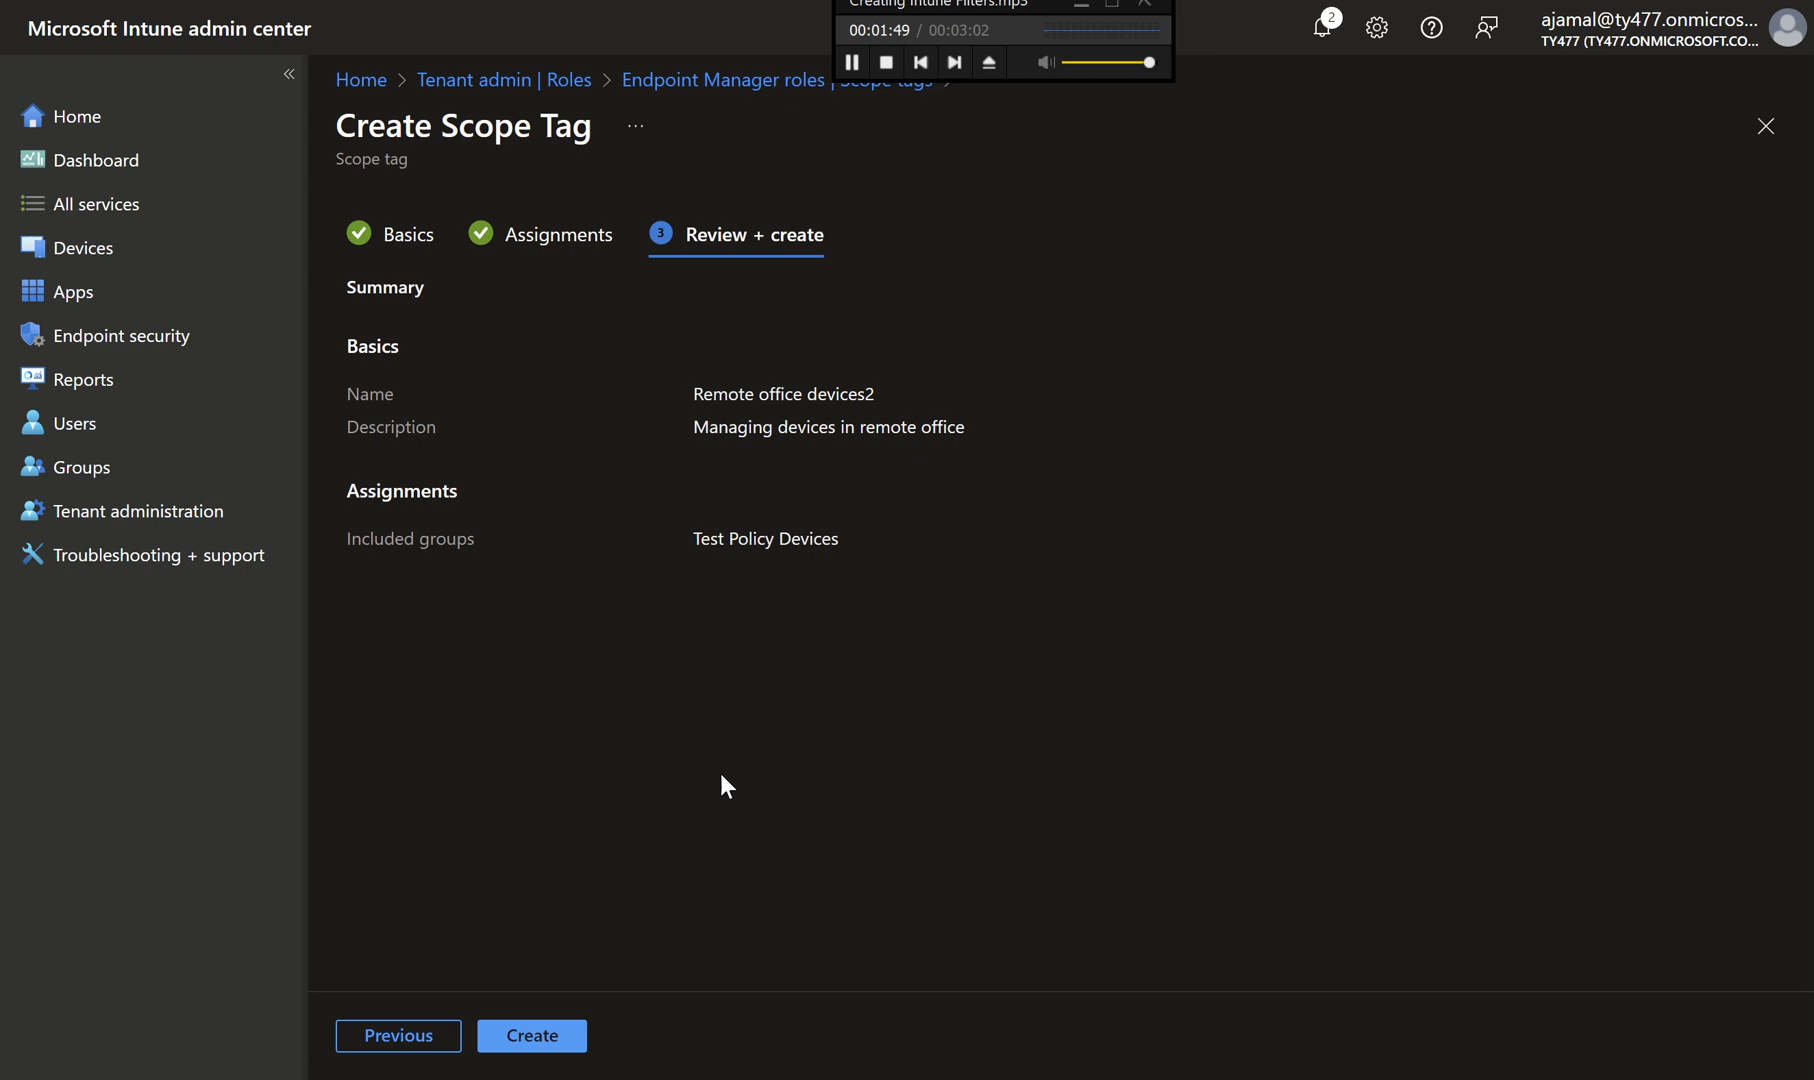 Microsoft Intune admin center
Creating Intune Filters.mp3
00:01:49 / 00:03:02
2
ajamal@ty477.onmicros...
TY477 (TY477.ONMICROSOFT.CO...
Home > Tenant admin | Roles > Endpoint Manager roles | Scope tags >
Create Scope Tag ...
Scope tag
Home
Dashboard
All services
Devices
Apps
Endpoint security
Reports
Users
Groups
Tenant administration
Troubleshooting + support
Basics
Assignments
3 Review + create
Summary
Basics
Name Remote office devices2
Description Managing devices in remote office
Assignments
Included groups Test Policy Devices
Previous
Create